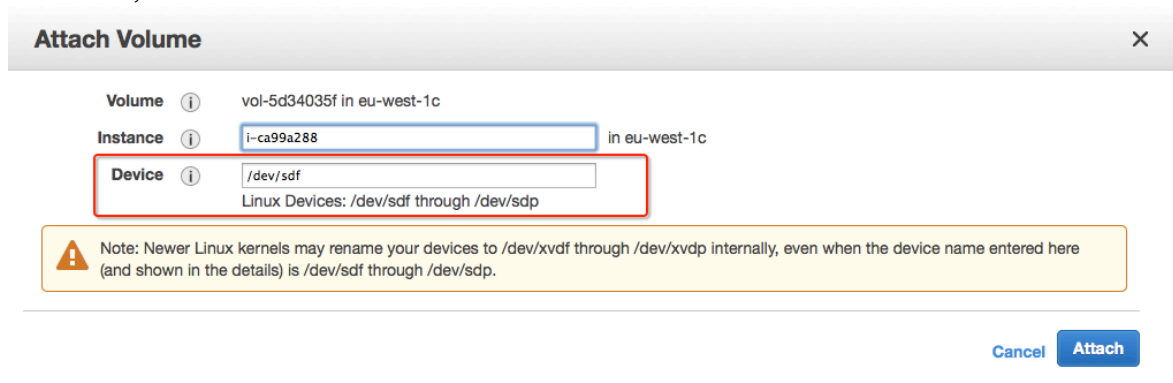 Attach Volume
Volume vol-5d34035f in eu-west-1c
Instance i-ca99a288 in eu-west-1c
Device /dev/sdf
Linux Devices: /dev/sdf through /dev/sdp
Note: Newer Linux kernels may rename your devices to /dev/xvdf through /dev/xvdp internally, even when the device name entered here
(and shown in the details) is /dev/sdf through /dev/sdp.
Cancel Attach